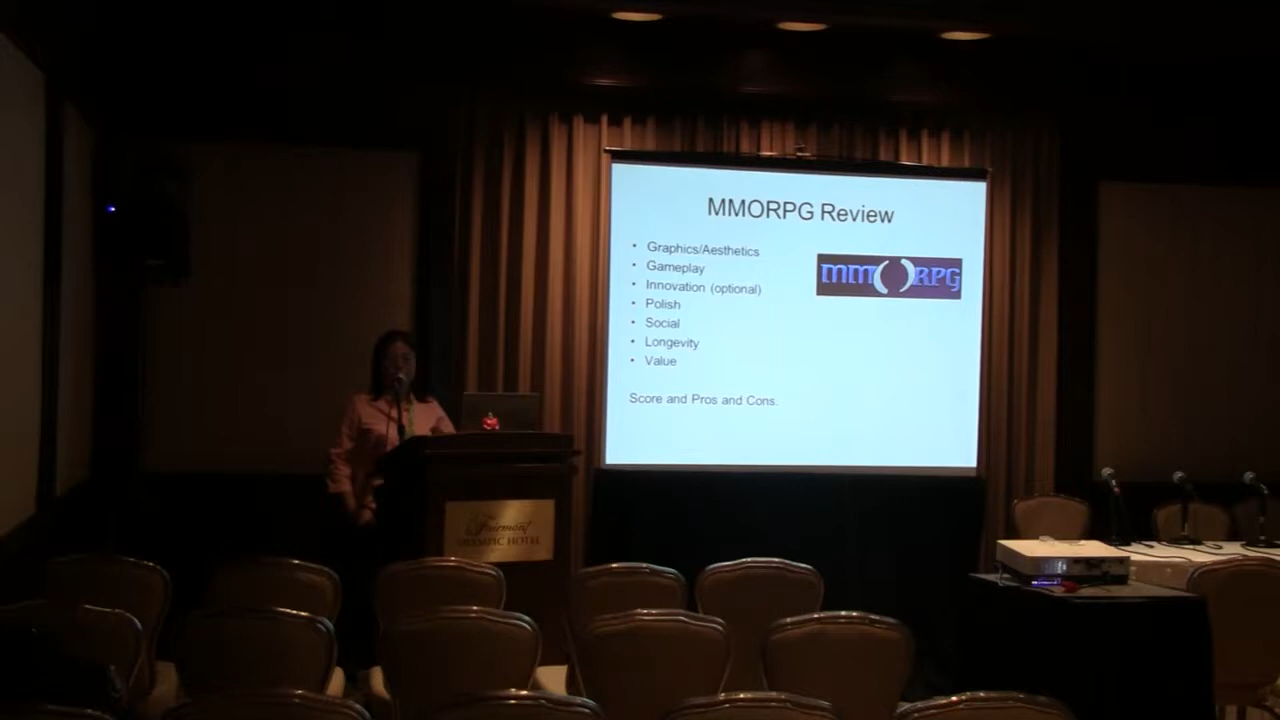 MMORPG Review
• Graphics/Aesthetics
• Gameplay
• Innovation (optional)
• Polish
• Social
• Longevity
• Value
Score and Pros and Cons.
MMORPG
Fairmont
OLYMPIC HOTEL